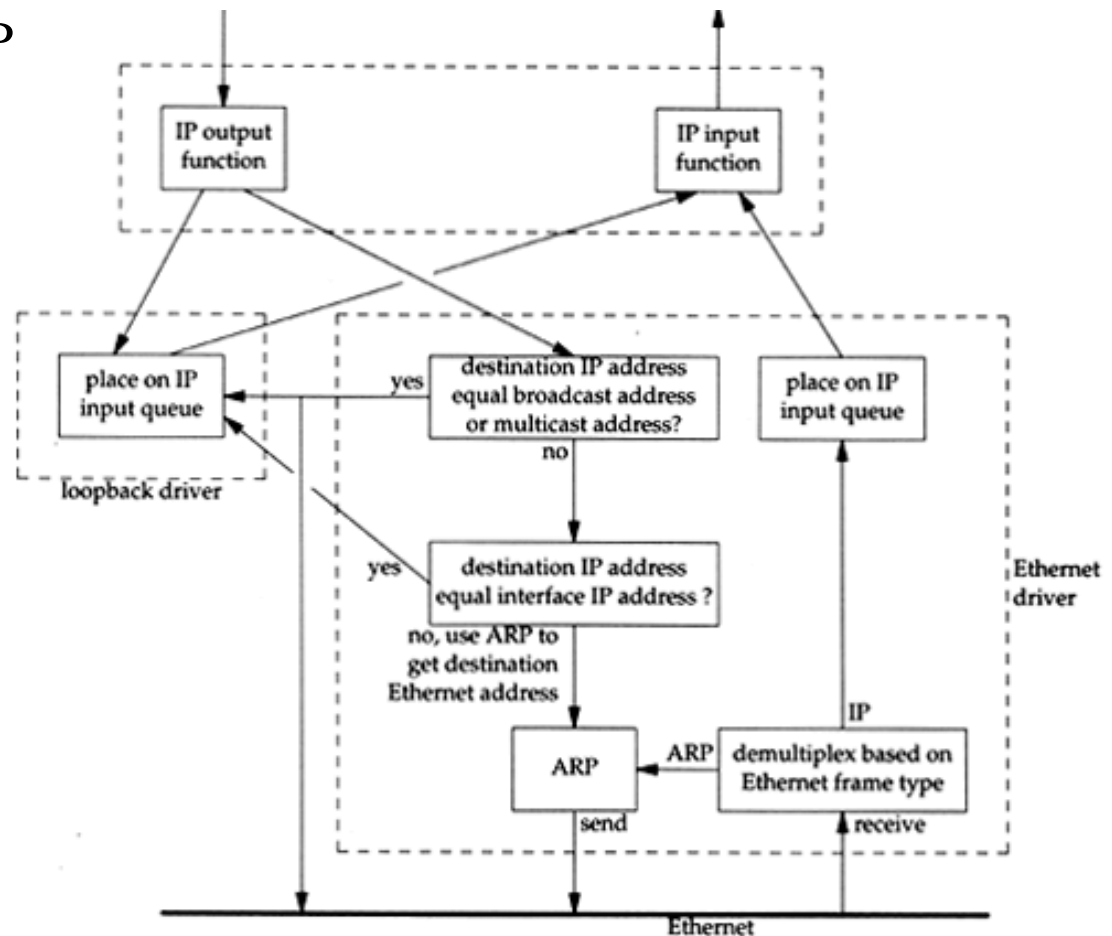 IP output
function
IP input
function
place on IP
input queue
loopback driver
yes
destination IP address
equal broadcast address
or multicast address?
no
place on IP
input queue
yes
destination IP address
equal interface IP address ?
no, use ARP to
get destination
Ethernet address
Ethernet
driver
ARP
send
ARP
IP
demultiplex based on
Ethernet frame type
receive
Ethernet